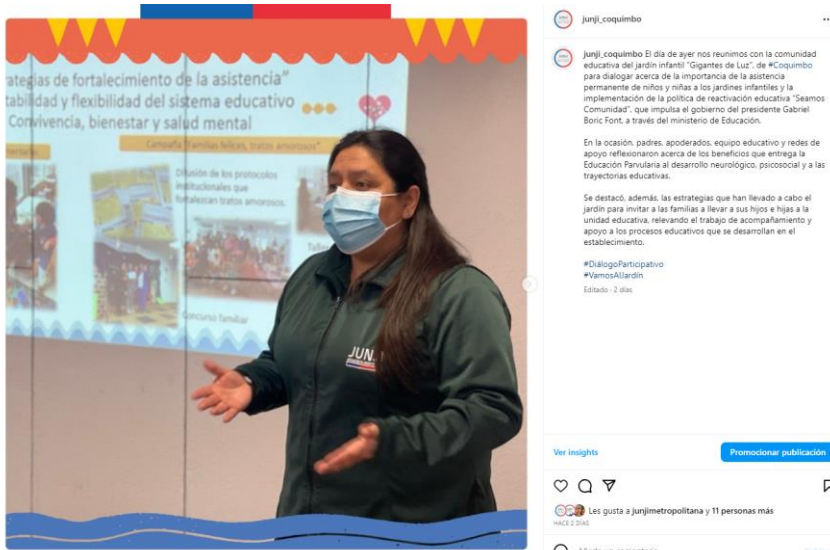 rategias de fortalecimiento de la asistencia"
tabilidad y flexibilidad del sistema educativo
Convivencia, bienestar y salud mental
Campaña "Familias felices, tratos amorosos"
Difusión de los protocolos
institucionales que
fortalezcan tratos amorosos.
Concurso familiar
JUNJI
junji_coquimbo
junji_coquimbo El día de ayer nos reunimos con la comunidad
educativa del jardín infantil "Gigantes de Luz", de #Coquimbo
para dialogar acerca de la importancia de la asistencia
permanente de niños y niñas a los jardines infantiles y la
implementación de la política de reactivación educativa "Seamos
Comunidad", que impulsa el gobierno del presidente Gabriel
Boric Font, a través del ministerio de Educación.
En la ocasión, padres, apoderados, equipo educativo y redes de
apoyo reflexionaron acerca de los beneficios que entrega la
Educación Parvularia al desarrollo neurológico, psicosocial y a las
trayectorias educativas.
Se destacó, además, las estrategias que han llevado a cabo el
jardín para invitar a las familias a llevar a sus hijos e hijas a la
unidad educativa, relevando el trabajo de acompañamiento y
apoyo a los procesos educativos que se desarrollan en el
establecimiento.
#DiálogoParticipativo
#VamosAlJardín
Editado · 2 días
Ver insights
Promocionar publicación
Les gusta a junjimetropolitana y 11 personas más
HACE 2 DÍAS